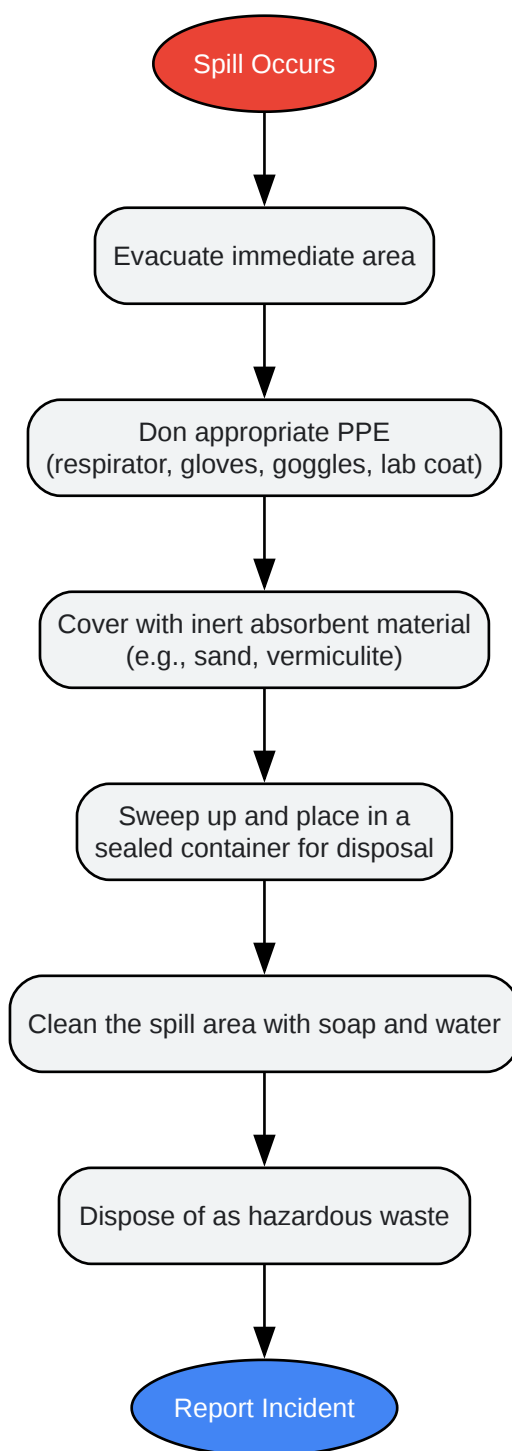 Spill Occurs
Evacuate immediate area
Don appropriate PPE
(respirator, gloves, goggles, lab coat)
Cover with inert absorbent material
(e.g., sand, vermiculite)
Sweep up and place in a
sealed container for disposal
Clean the spill area with soap and water
Dispose of as hazardous waste
Report Incident